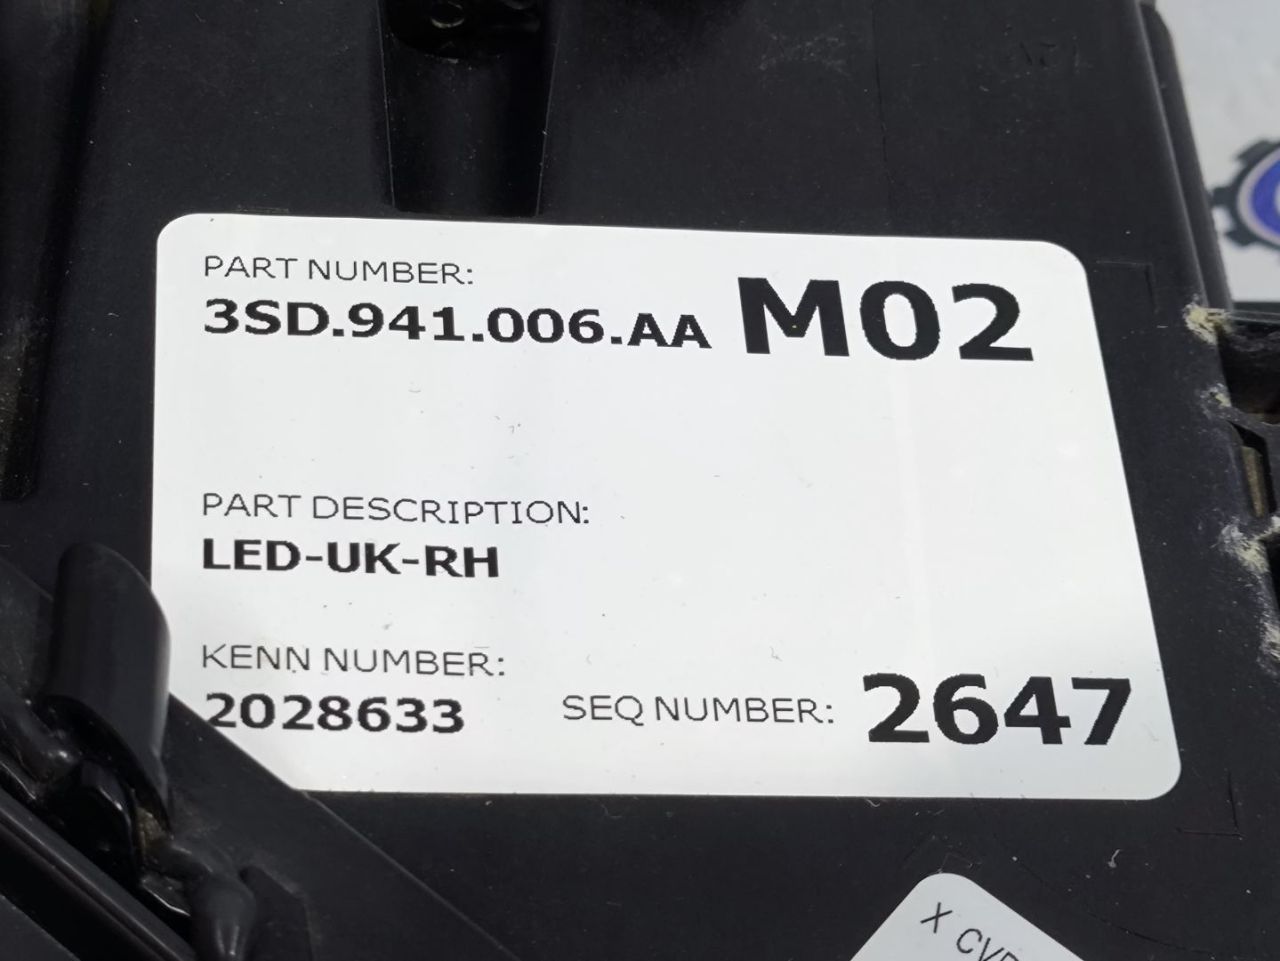 PART NUMBER:
3SD.941.006.AA M02
PART DESCRIPTION:
LED-UK-RH
KENN NUMBER:
2028633 SEQ NUMBER: 2647
X